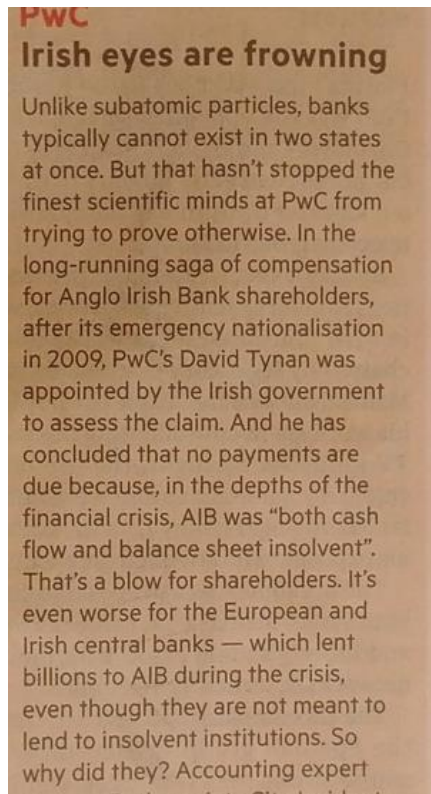 PwC
Irish eyes are frowning
Unlike subatomic particles, banks
typically cannot exist in two states
at once. But that hasn’t stopped the
finest scientific minds at PwC from
trying to prove otherwise. In the
long-running saga of compensation
for Anglo Irish Bank shareholders,
after its emergency nationalisation
in 2009, PwC’s David Tynan was
appointed by the Irish government
to assess the claim. And he has
concluded that no payments are
due because, in the depths of the
financial crisis, AIB was “both cash
flow and balance sheet insolvent”.
That’s a blow for shareholders. It’s
even worse for the European and
Irish central banks — which lent
billions to AIB during the crisis,
even though they are not meant to
lend to insolvent institutions. So
why did they? Accounting expert